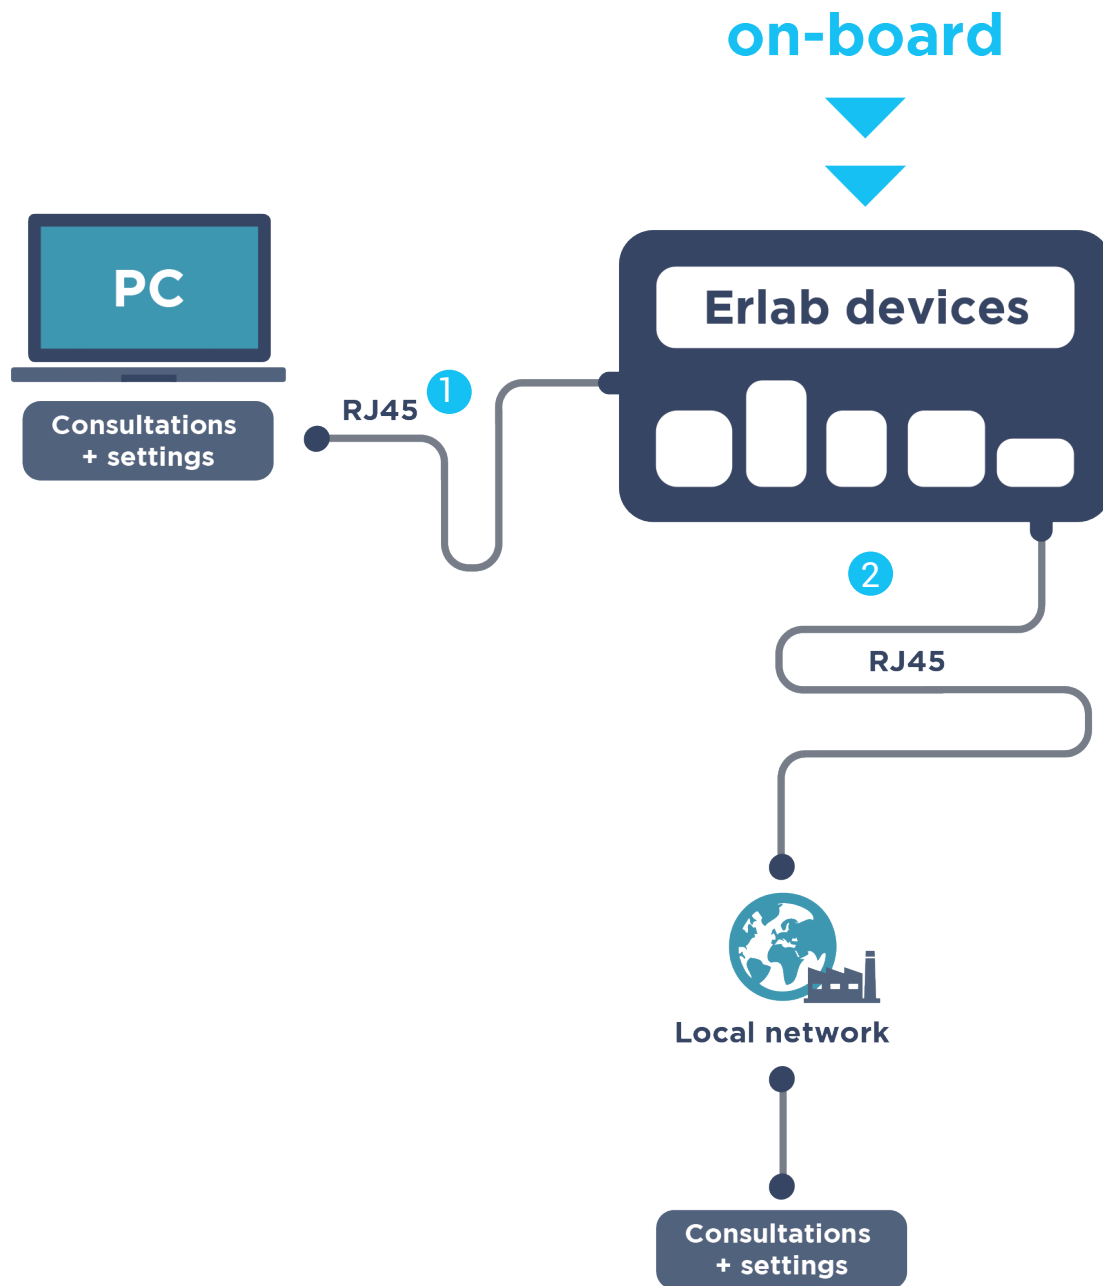 on-board
PC
Erlab devices
Consultations
+ settings
RJ45
1
2
RJ45
Local network
Consultations
+ settings